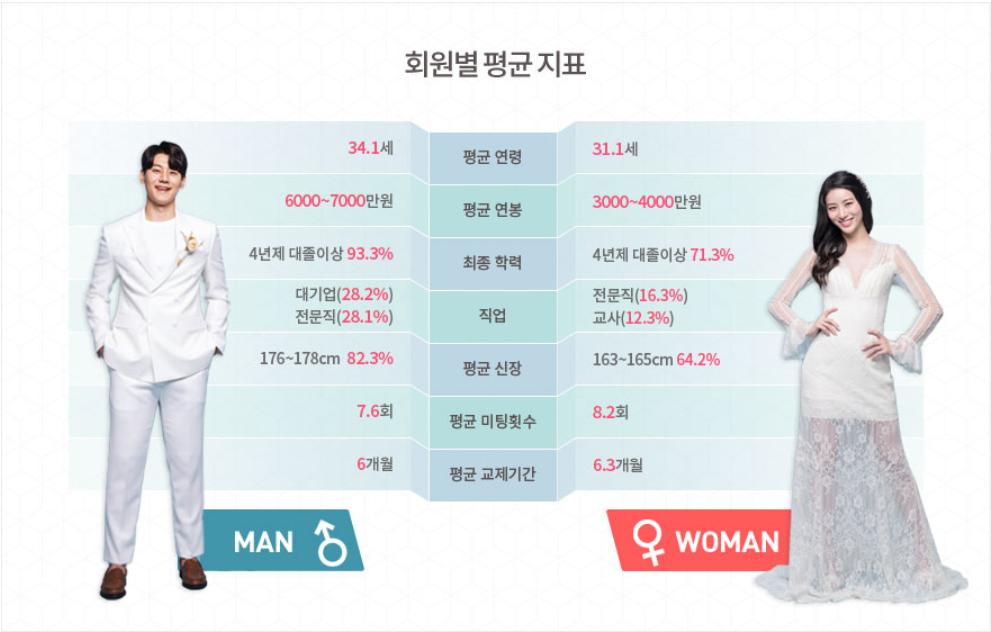 회원별 평균 지표
34.1세
평균 연령
31.1세
6000~7000만원
평균 연봉
3000~4000만원
4년제 대졸이상 93.3%
최종 학력
4년제 대졸이상 71.3%
대기업(28.2%)
전문직(28.1%)
직업
전문직(16.3%)
교사(12.3%)
176~178cm 82.3%
평균 신장
163~165cm 64.2%
7.6회
평균 미팅횟수
8.2회
6개월
평균 교제기간
6.3개월
MAN
WOMAN